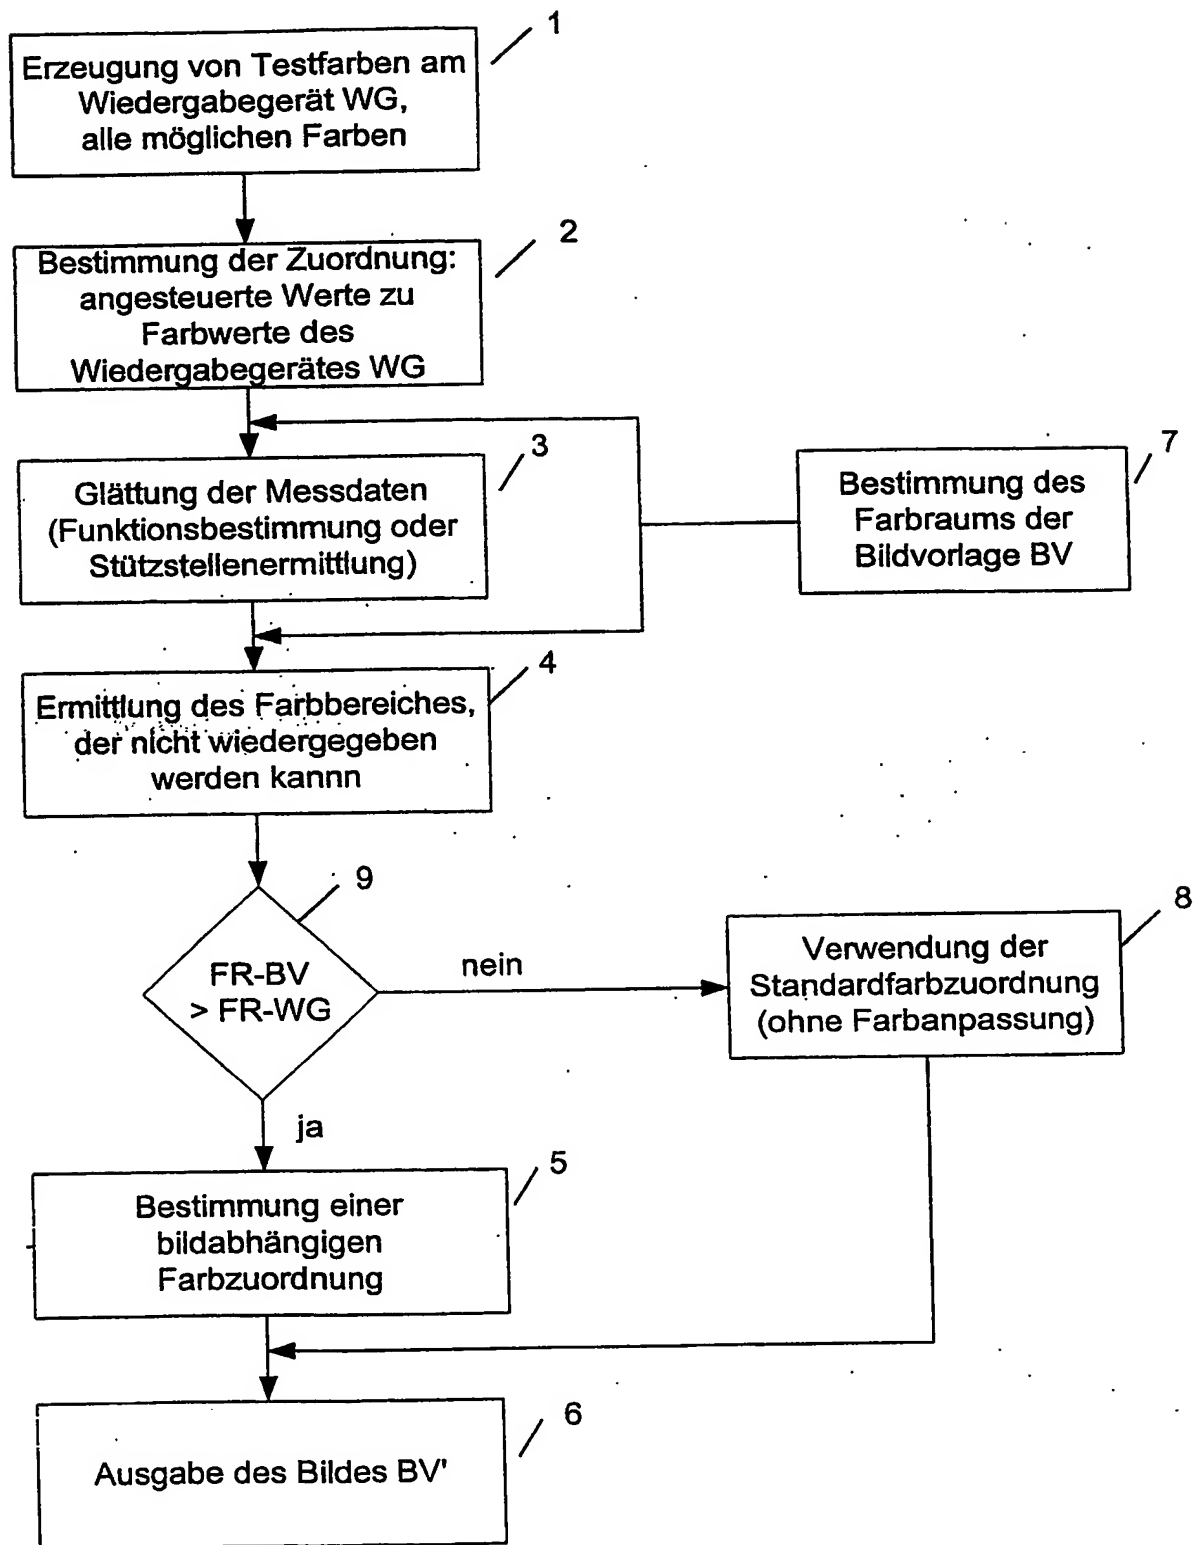 1
Erzeugung von Testfarben am
Wiedergabegerät WG,
alle möglichen Farben
2
Bestimmung der Zuordnung:
angesteuerte Werte zu
Farbwerte des
Wiedergabegerätes WG
3
Glättung der Messdaten
(Funktionsbestimmung oder
Stützstellenermittlung)
7
Bestimmung des
Farbraums der
Bildvorlage BV
4
Ermittlung des Farbbereiches,
der nicht wiedergegeben
werden kannn
9
FR-BV
> FR-WG
nein
8
Verwendung der
Standardfarbzuordnung
(ohne Farbanpassung)
ja
5
Bestimmung einer
bildabhängigen
Farbzuordnung
6
Ausgabe des Bildes BV'